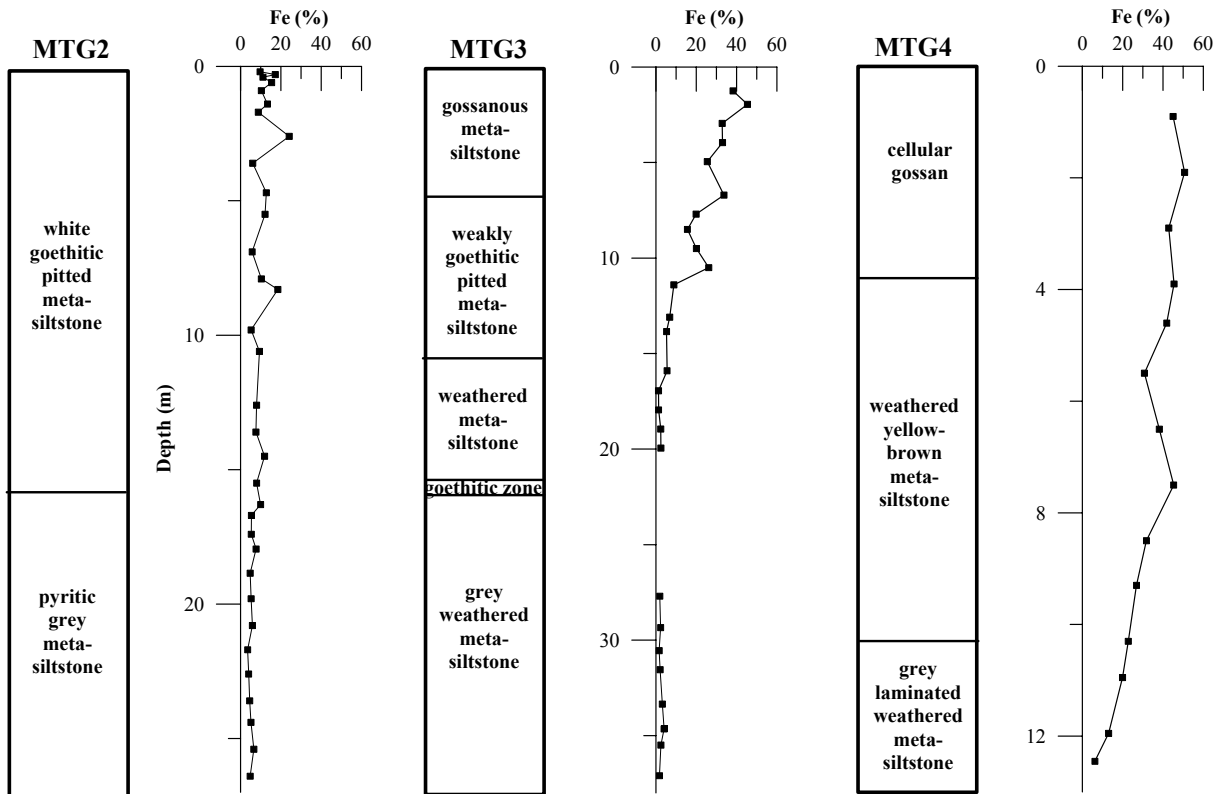 MTG2
white
goethitic
pitted
meta-
siltstone
pyritic
grey
meta-
siltstone
Fe (%)
0 20 40 60
0
10
20
Depth (m)
MTG3
gossanous
meta-
siltstone
weakly
goethitic
pitted
meta-
siltstone
weathered
meta-
siltstone
goethitic zone
grey
weathered
meta-
siltstone
Fe (%)
0 20 40 60
0
10
20
30
MTG4
cellular
gossan
weathered
yellow-
brown
meta-
siltstone
grey
laminated
weathered
meta-
siltstone
Fe (%)
0 20 40 60
0
4
8
12